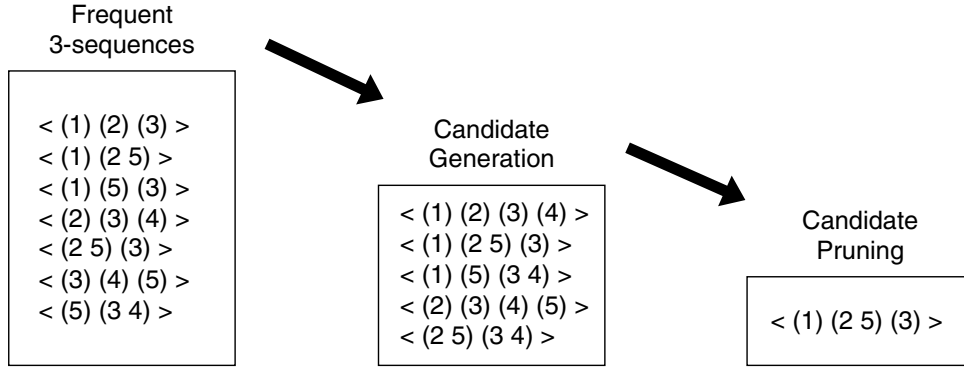 Frequent
3-sequences
< (1) (2) (3) >
< (1) (2 5) >
< (1) (5) (3) >
< (2) (3) (4) >
< (2 5) (3) >
< (3) (4) (5) >
< (5) (3 4) >
Candidate
Generation
< (1) (2) (3) (4) >
< (1) (2 5) (3) >
< (1) (5) (3 4) >
< (2) (3) (4) (5) >
< (2 5) (3 4) >
Candidate
Pruning
< (1) (2 5) (3) >